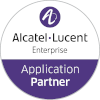 Alcatel·Lucent
Enterprise
Application
Partner